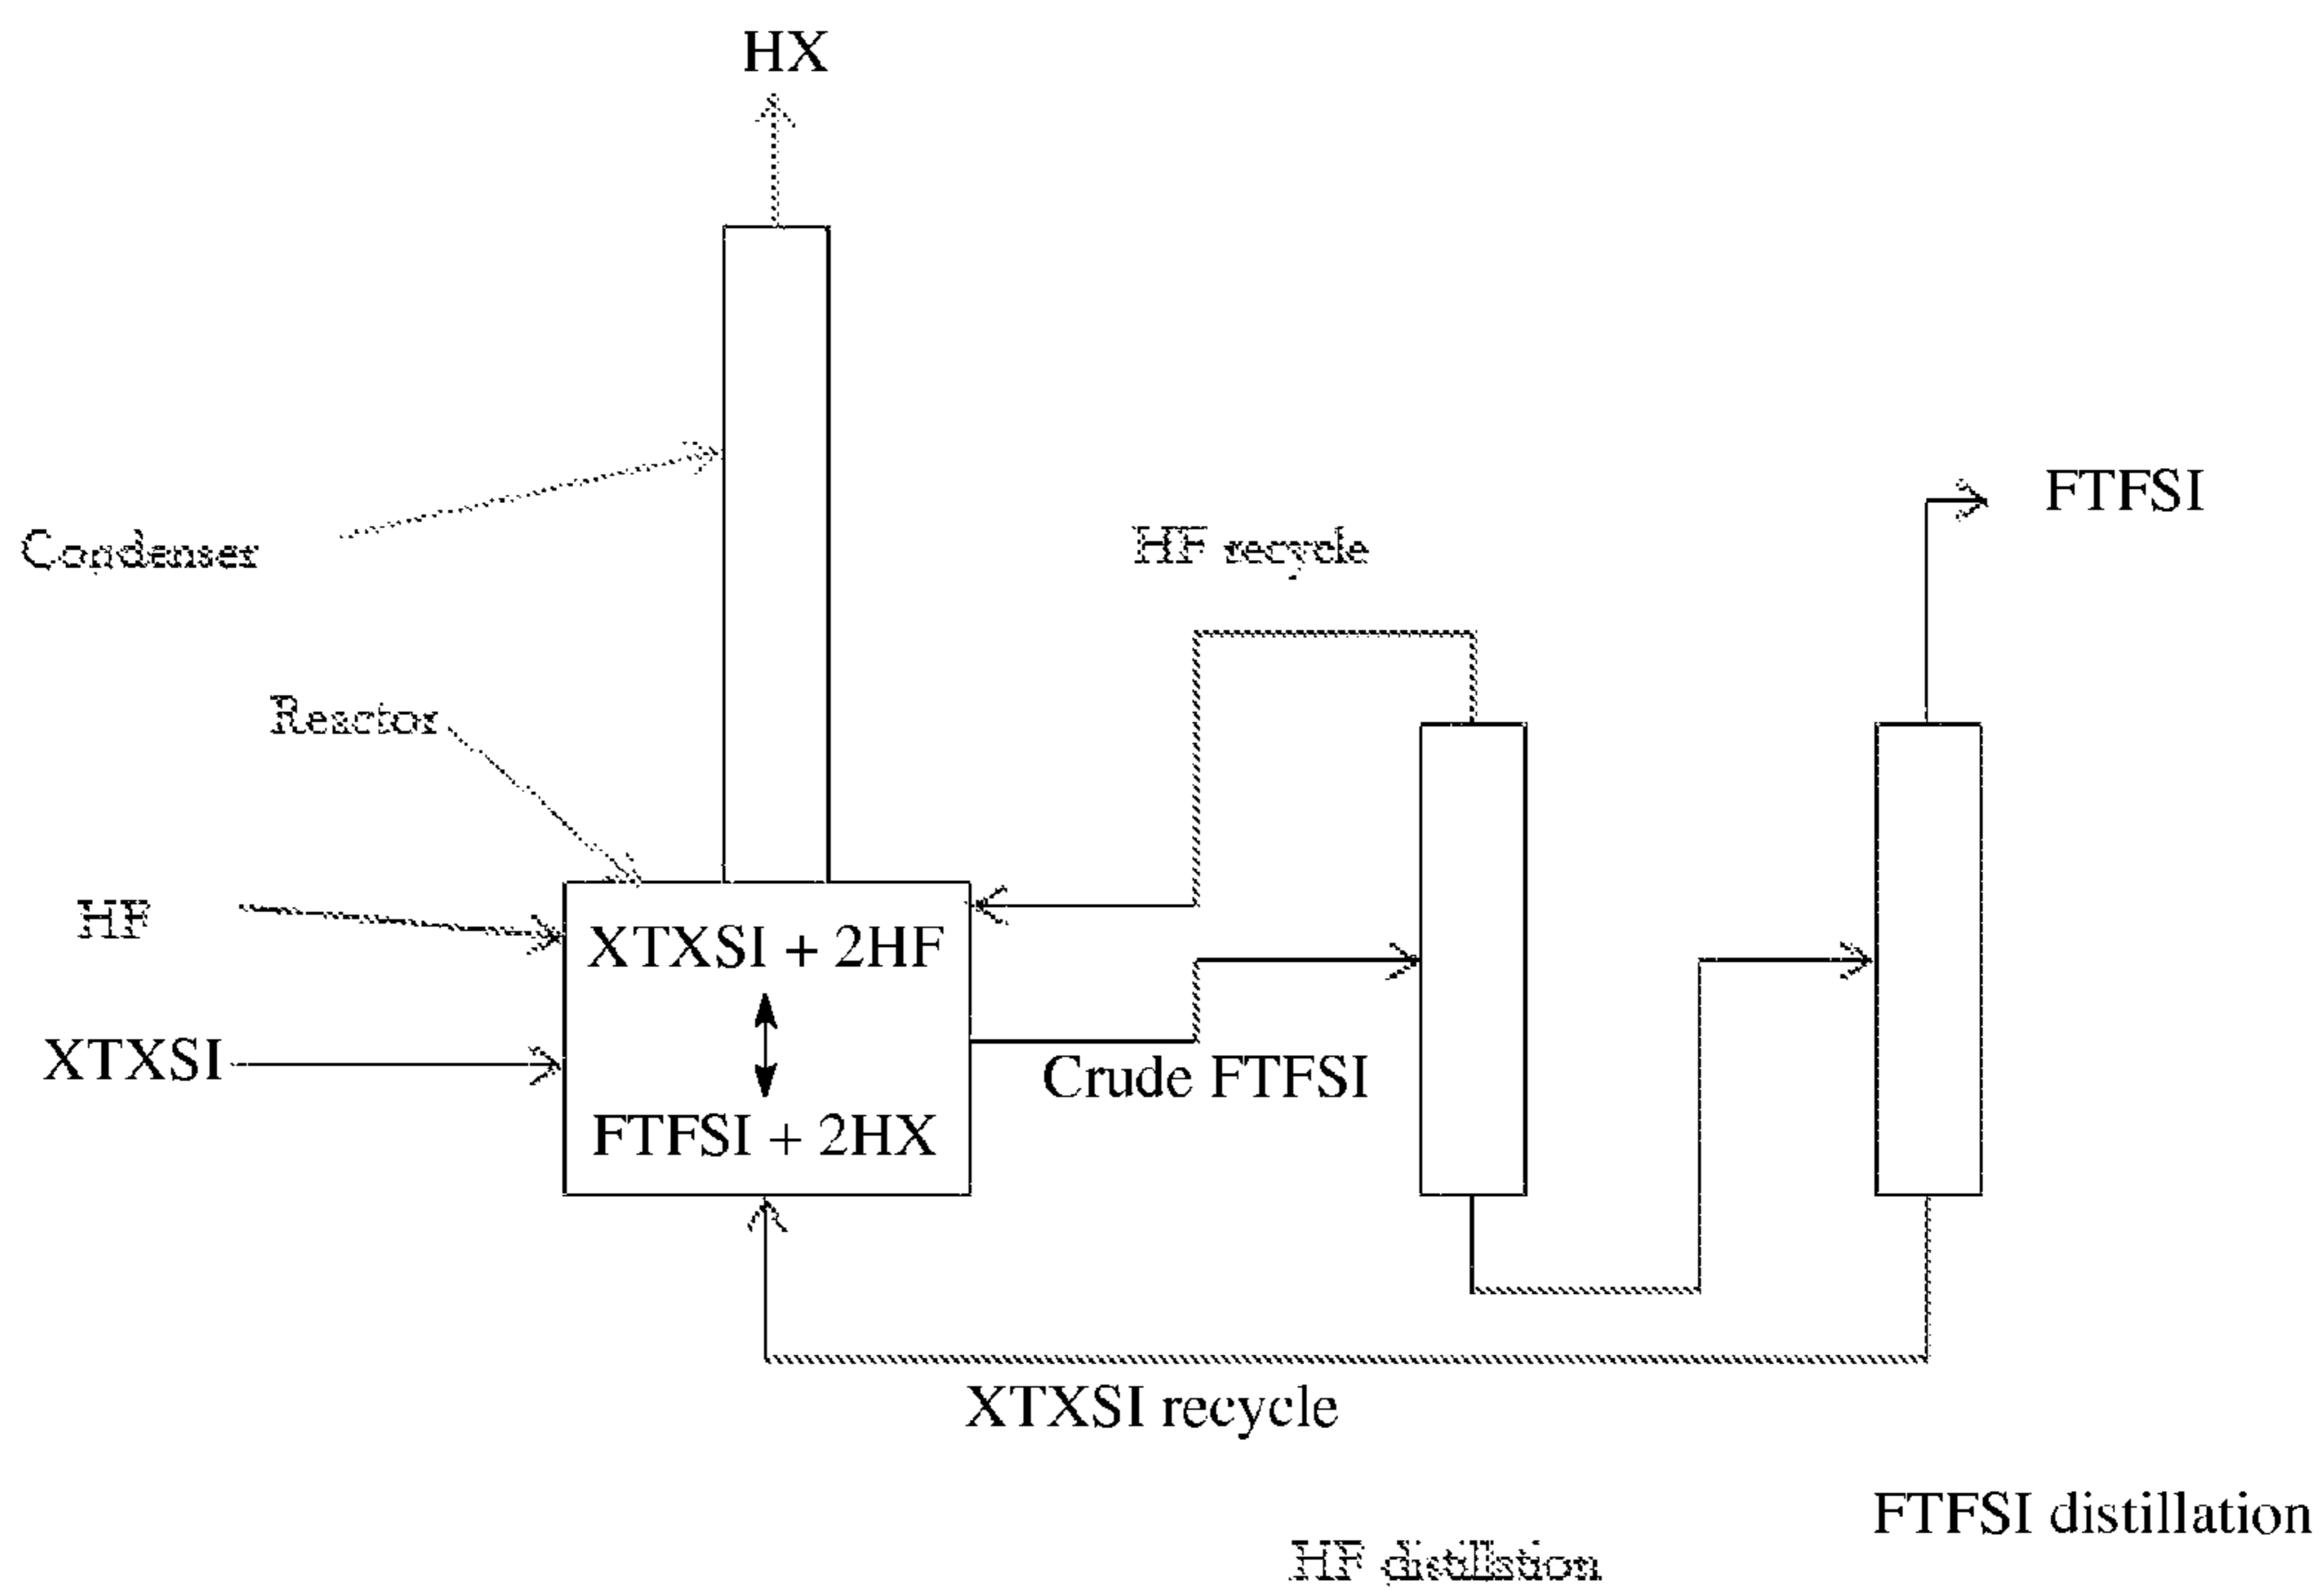 HX
FTFSI
Condenser
HF recycle
Reactor
HF
XTXSI + 2HF
XTXSI
Crude FTFSI
FTFSI + 2HX
XTXSI recycle
FTFSI distillation
HF distillation